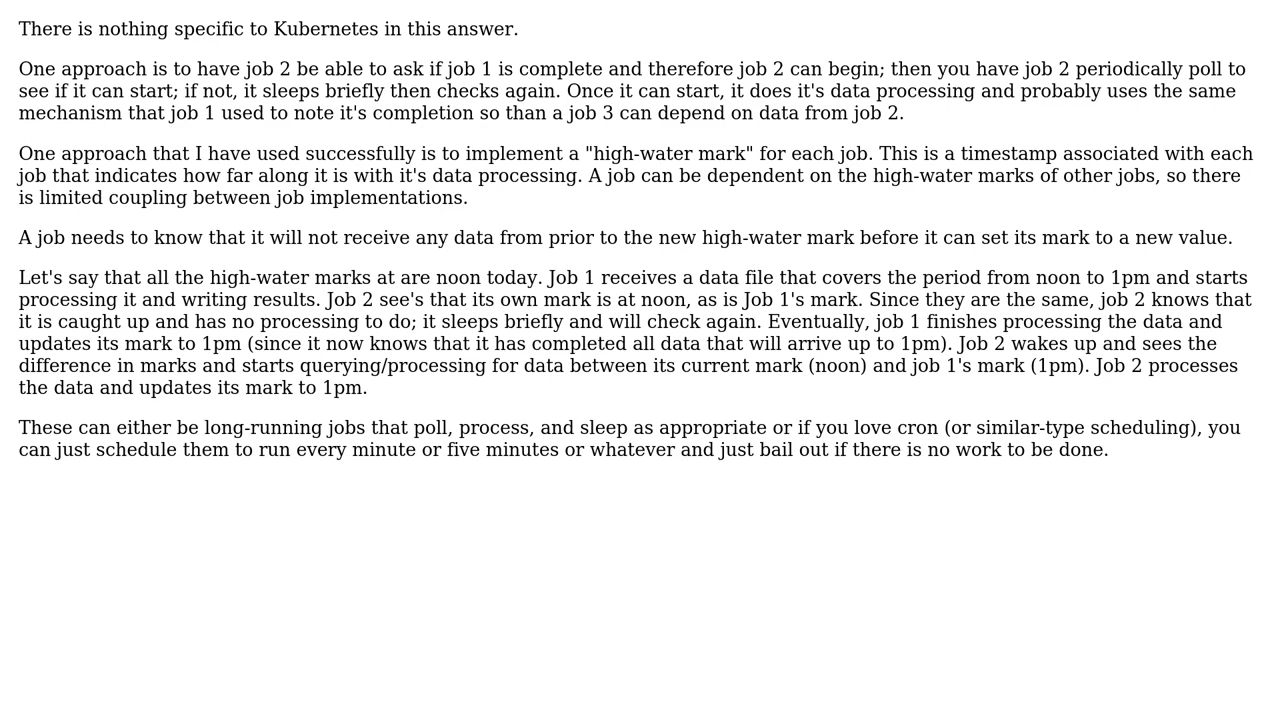 There is nothing specific to Kubernetes in this answer.
One approach is to have job 2 be able to ask if job 1 is complete and therefore job 2 can begin; then you have job 2 periodically poll to
see if it can start; if not, it sleeps briefly then checks again. Once it can start, it does it's data processing and probably uses the same
mechanism that job 1 used to note it's completion so than a job 3 can depend on data from job 2.
One approach that I have used successfully is to implement a "high-water mark" for each job. This is a timestamp associated with each
job that indicates how far along it is with it's data processing. A job can be dependent on the high-water marks of other jobs, so there
is limited coupling between job implementations.
A job needs to know that it will not receive any data from prior to the new high-water mark before it can set its mark to a new value.
Let's say that all the high-water marks at are noon today. Job 1 receives a data file that covers the period from noon to 1pm and starts
processing it and writing results. Job 2 see's that its own mark is at noon, as is Job 1's mark. Since they are the same, job 2 knows that
it is caught up and has no processing to do; it sleeps briefly and will check again. Eventually, job 1 finishes processing the data and
updates its mark to 1pm (since it now knows that it has completed all data that will arrive up to 1pm). Job 2 wakes up and sees the
difference in marks and starts querying/processing for data between its current mark (noon) and job 1's mark (1pm). Job 2 processes
the data and updates its mark to 1pm.
These can either be long-running jobs that poll, process, and sleep as appropriate or if you love cron (or similar-type scheduling), you
can just schedule them to run every minute or five minutes or whatever and just bail out if there is no work to be done.